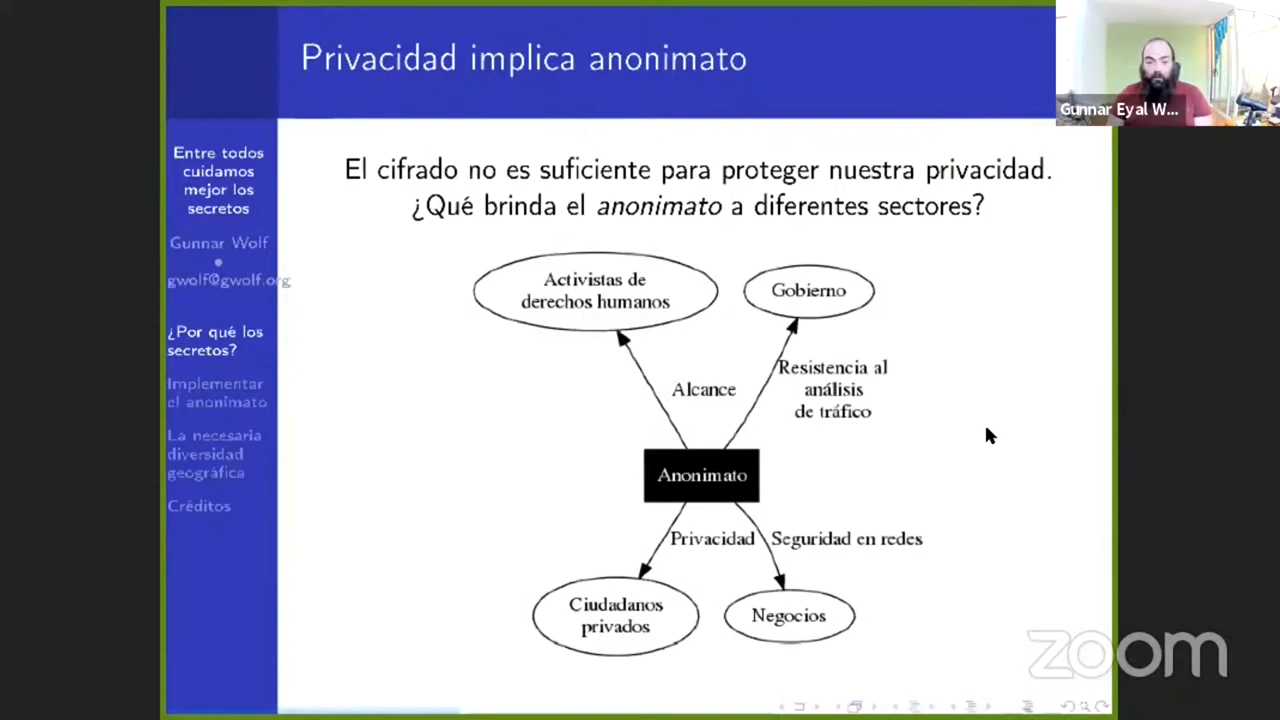 Privacidad implica anonimato
Gunnar Eyal W...
Entre todos
cuidamos
mejor los
secretos
Gunnar Wolf
•
gwolf@gwolf.org
¿Por qué los
secretos?
Implementar
el anonimato
La necesaria
diversidad
geográfica
Créditos
El cifrado no es suficiente para proteger nuestra privacidad.
¿Qué brinda el anonimato a diferentes sectores?
Activistas de
derechos humanos
Gobierno
Alcance
Resistencia al
análisis
de tráfico
Anonimato
Privacidad
Seguridad en redes
Ciudadanos
privados
Negocios
zoom